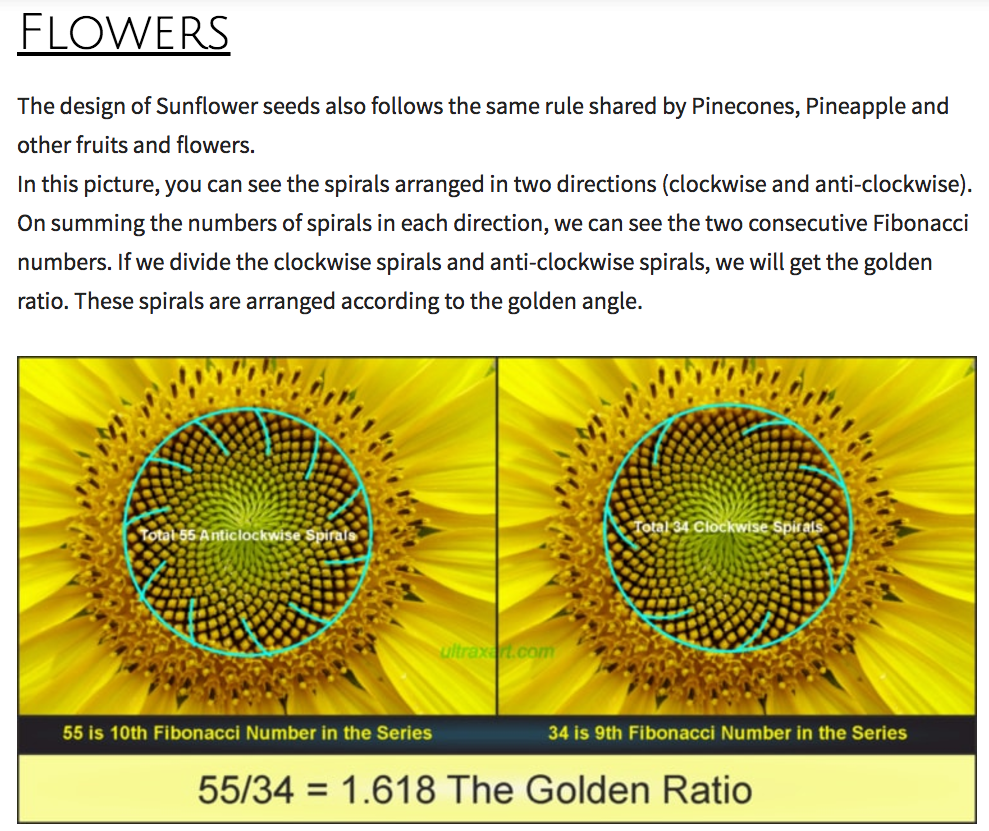 FLOWERS
The design of Sunflower seeds also follows the same rule shared by Pinecones, Pineapple and
other fruits and flowers.
In this picture, you can see the spirals arranged in two directions (clockwise and anti-clockwise).
On summing the numbers of spirals in each direction, we can see the two consecutive Fibonacci
numbers. If we divide the clockwise spirals and anti-clockwise spirals, we will get the golden
ratio. These spirals are arranged according to the golden angle.
Total 55 Anticlockwise Spirals
Total 34 Clockwise Spirals
ultraxart.com
55 is 10th Fibonacci Number in the Series
34 is 9th Fibonacci Number in the Series
55/34 = 1.618 The Golden Ratio